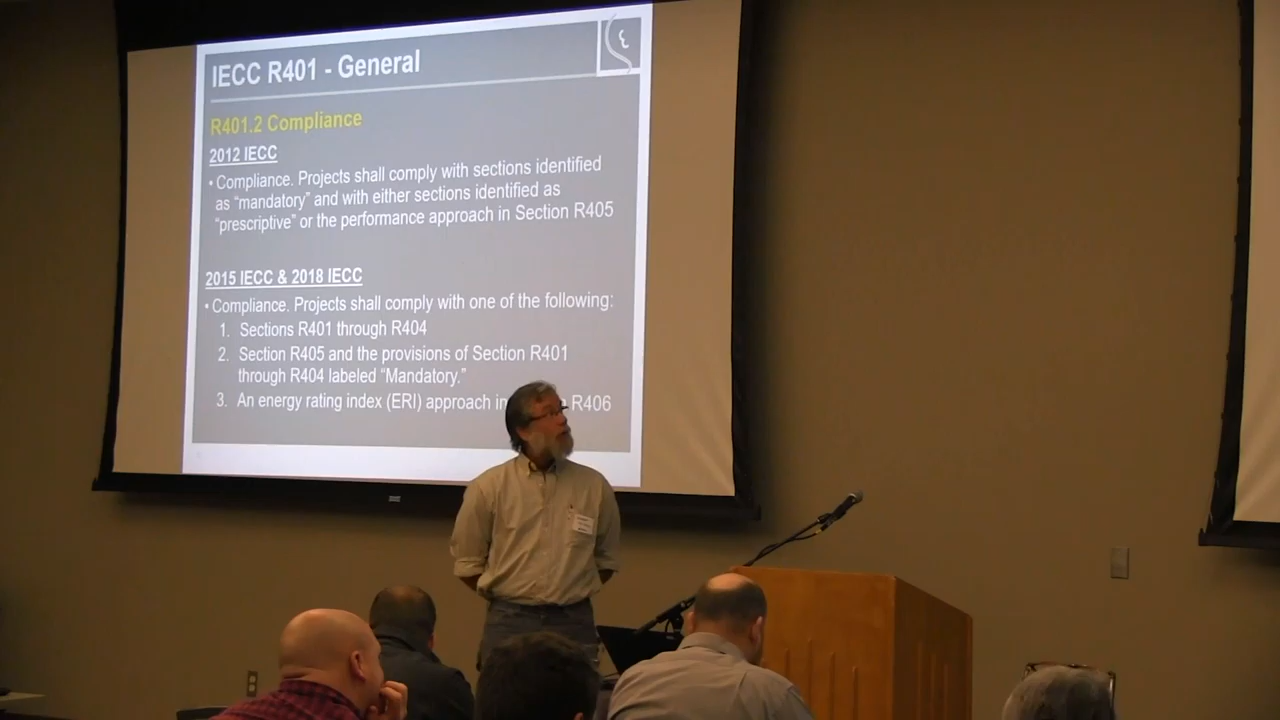 IECC R401 - General
R401.2 Compliance
2012 IECC
• Compliance. Projects shall comply with sections identified
as “mandatory” and with either sections identified as
“prescriptive” or the performance approach in Section R405
2015 IECC & 2018 IECC
• Compliance. Projects shall comply with one of the following:
1. Sections R401 through R404
2. Section R405 and the provisions of Section R401
through R404 labeled “Mandatory.”
3. An energy rating index (ERI) approach in R406